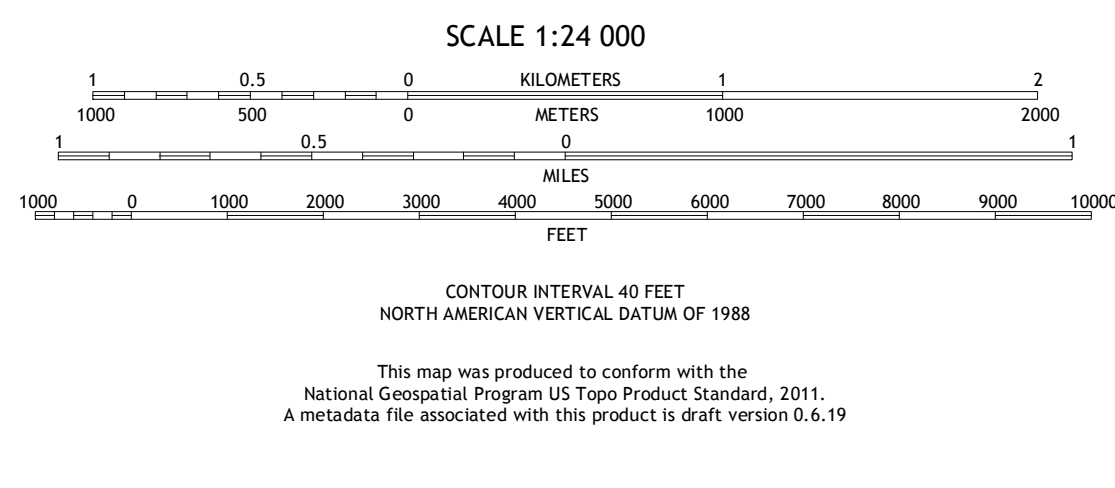 SCALE 1:24 000
1 0.5 0 KILOMETERS 1 2
1000 500 0 METERS 1000 2000
1 0.5 0 1
MILES
1000 0 1000 2000 3000 4000 5000 6000 7000 8000 9000 10000
FEET
CONTOUR INTERVAL 40 FEET
NORTH AMERICAN VERTICAL DATUM OF 1988
This map was produced to conform with the
National Geospatial Program US Topo Product Standard, 2011.
A metadata file associated with this product is draft version 0.6.19